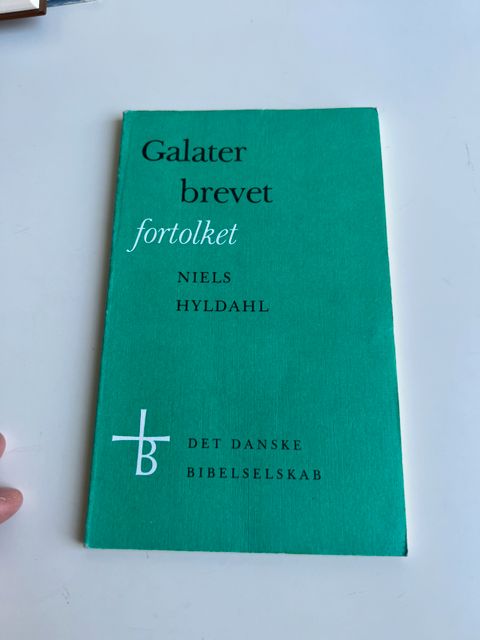 Galater
brevet
fortolket
NIELS
HYLDAHL
B
DET DANSKE
BIBELSELSKAB